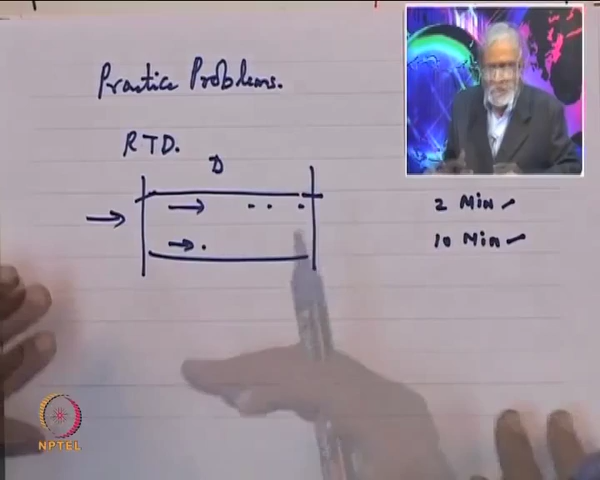 Practice Problems.
RTD.
D
2 Min
10 Min
NPTEL